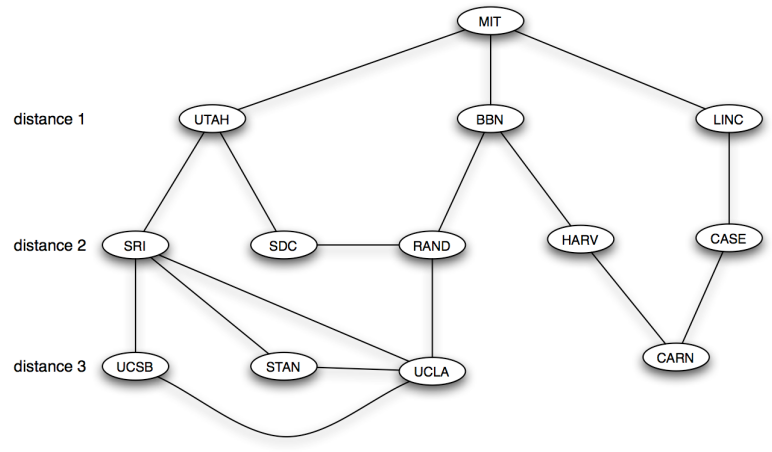 MIT
distance 1 UTAH BBN LINC
distance 2 SRI SDC RAND HARV CASE
distance 3 UCSB STAN UCLA CARN